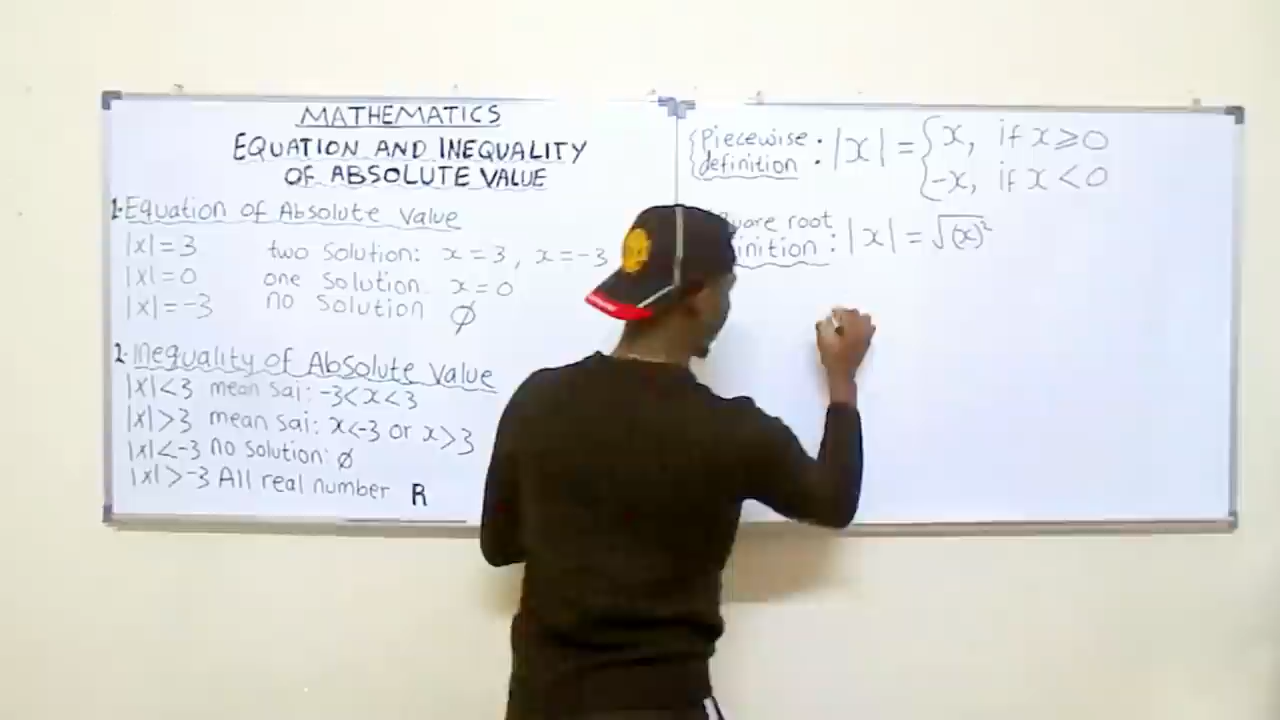 MATHEMATICS
EQUATION AND INEQUALITY
OF ABSOLUTE VALUE
1. Equation of Absolute Value
|x|=3 two solution: x=3, x=-3
|x|=0 one solution. x=0
|x|=-3 no solution ∅
2. Inequality of Absolute Value
|x|<3 mean sai: -3<x<3
|x|>3 mean sai: x<-3 or x>3
|x|<-3 no solution: ∅
|x|>-3 All real number R
Piecewise definition: |x| = { x, if x⩾0
-x, if x<0
root
: |x| = √(x)²